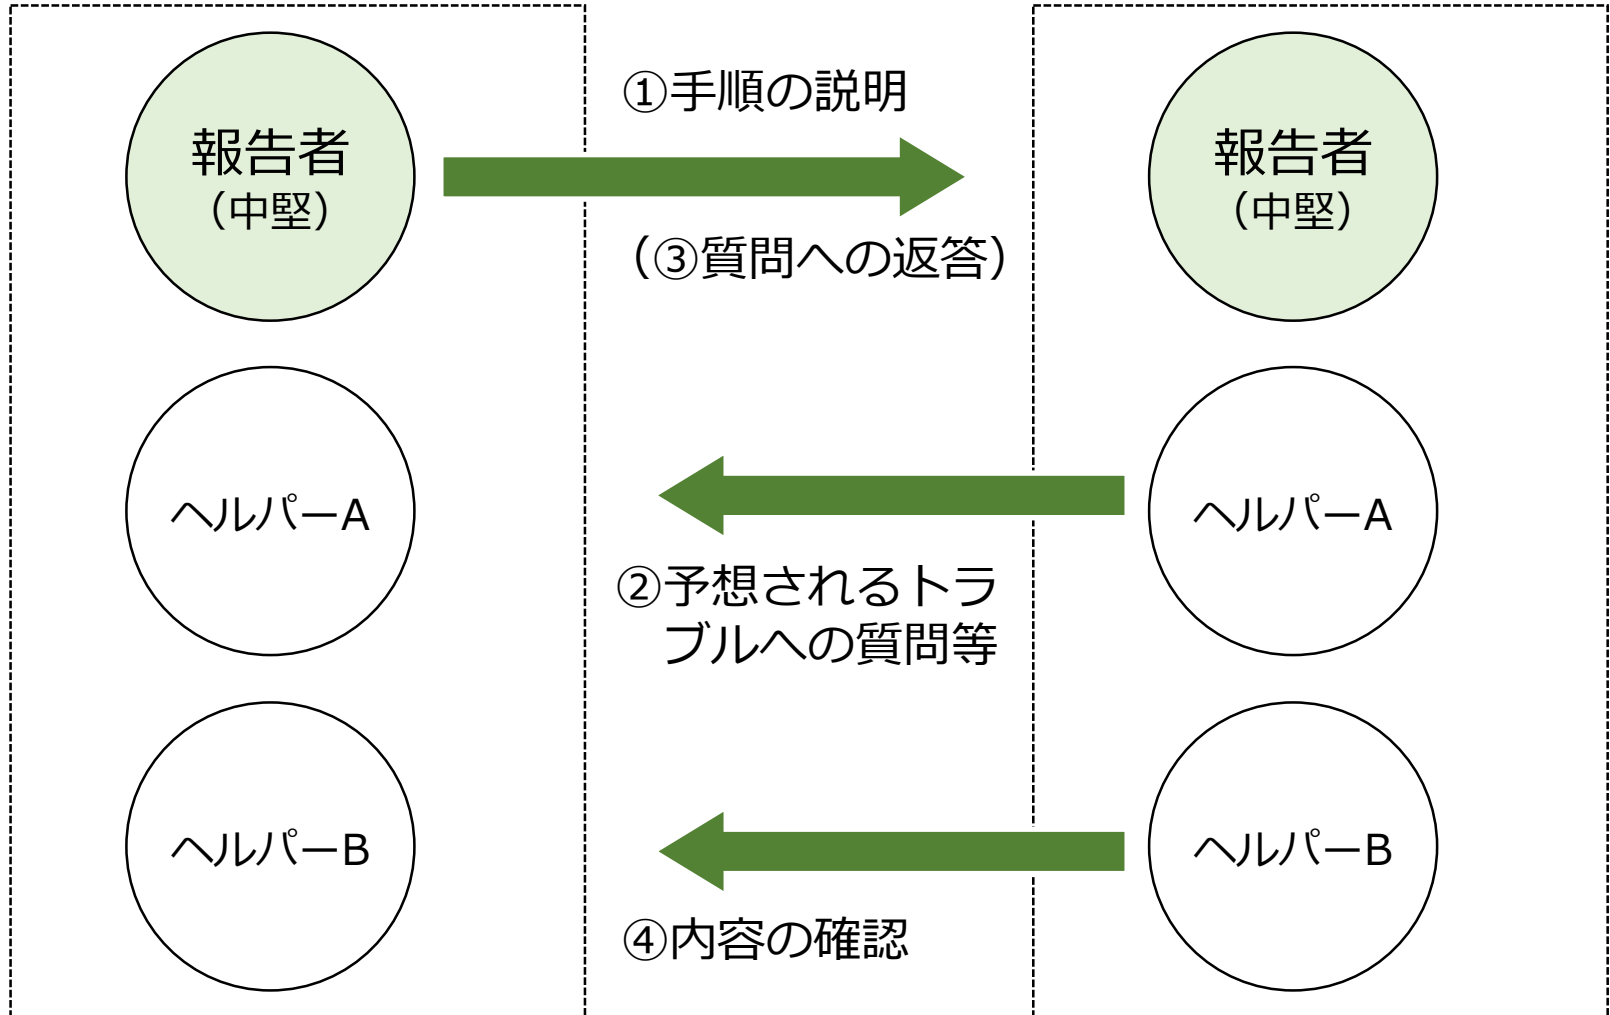 報告者
（中堅）
①手順の説明
（③質問への返答）
報告者
（中堅）
ヘルパーA
②予想されるトラ
ブルへの質問等
ヘルパーA
ヘルパーB
④内容の確認
ヘルパーB